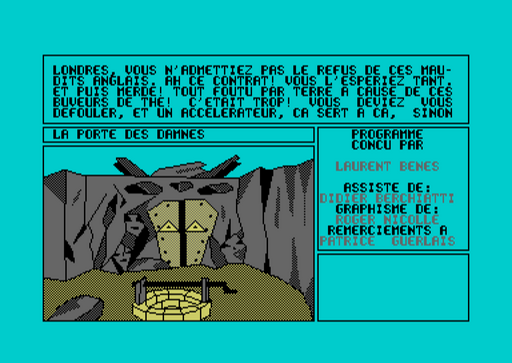 LONDRES, VOUS N'ADMETTIEZ PAS LE REFUS DE CES MAU-
DITS ANGLAIS. AH CE CONTRAT! VOUS L'ESPERIEZ TANT.
ET PUIS MERDE! TOUT FOUTU PAR TERRE A CAUSE DE CES
BUVEURS DE THE! C'ETAIT TROP! VOUS DEVIEZ VOUS
DEFOULER, ET UN ACCELERATEUR, CA SERT A CA, SINON
LA PORTE DES DAMNES
PROGRAMME
CONCU PAR
LAURENT BENES
ASSISTE DE:
DIDIER BERCHIATTI
GRAPHISME DE:
ROGER NICOLLE
REMERCIEMENTS A
PATRICE GUERLAIS